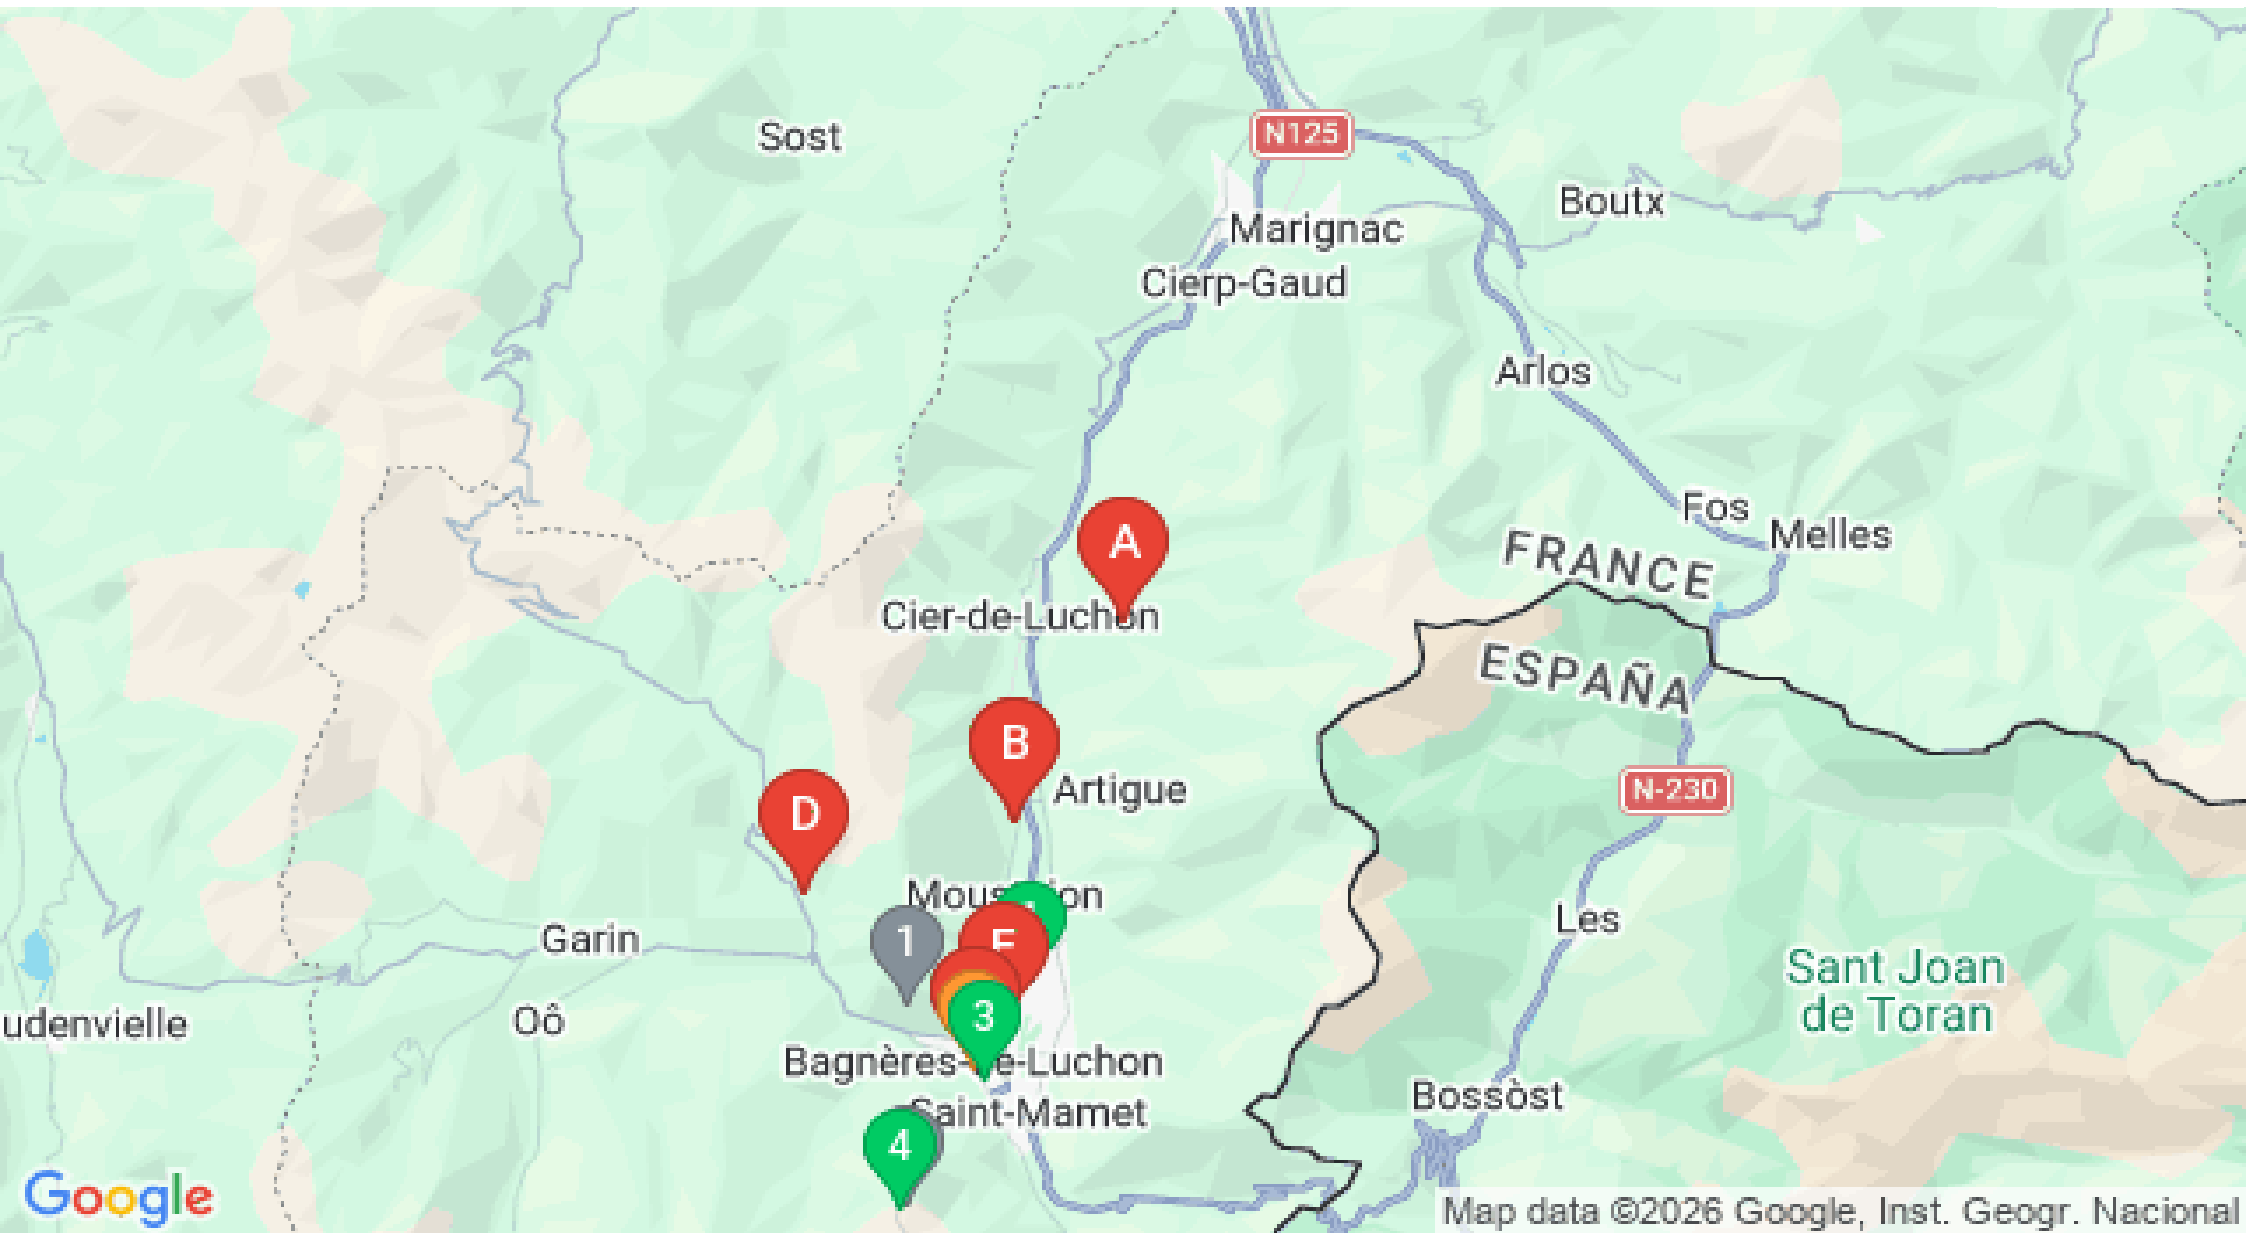 Sost
N125
Boutx
Marignac
Cierp-Gaud
Arlos
Fos
Melles
FRANCE
A
Cier-de-Luchon
ESPAÑA
B
Artigue
N-230
D
1
Garin
Les
Sant Joan
de Toran
3
udenvielle
Oô
Bagnères-de-Luchon
Bossòst
Saint-Mamet
4
Google
Map data ©2026 Google, Inst. Geogr. Nacional